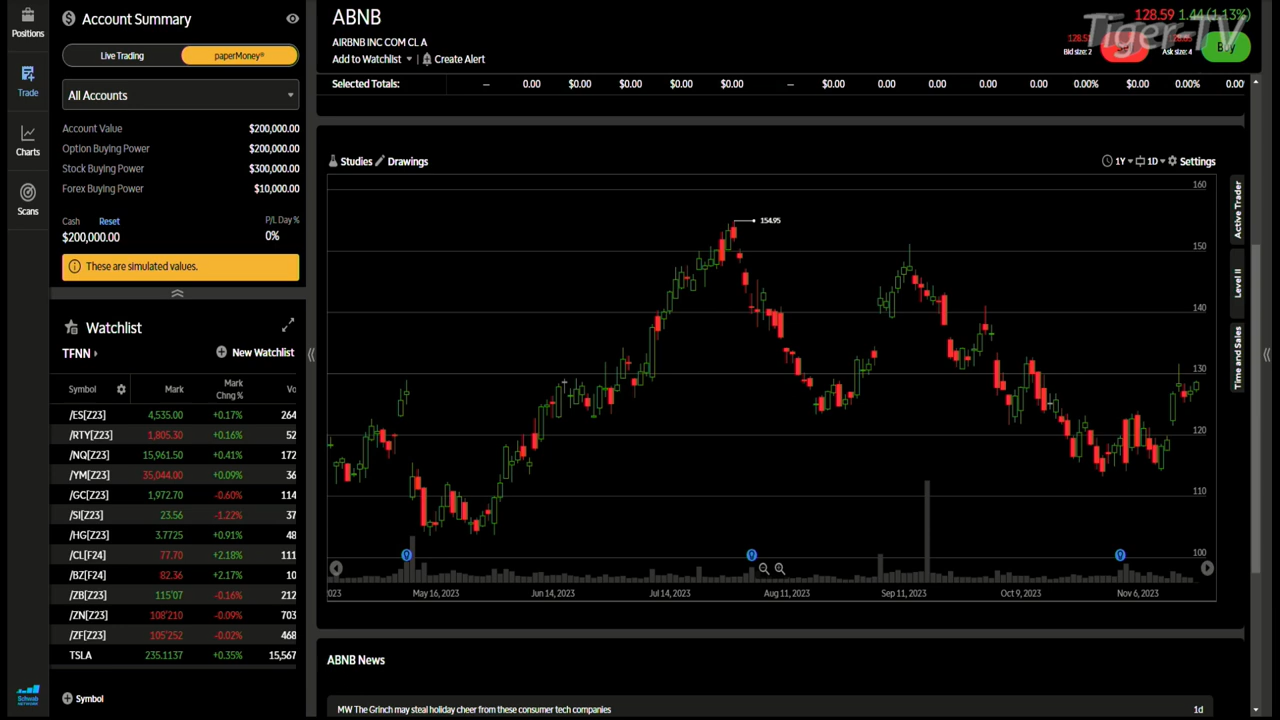 Positions
Trade
Charts
Scans
Schwab
NETWORK
Account Summary
Live Trading
paperMoney®
All Accounts
Account Value $200,000.00
Option Buying Power $200,000.00
Stock Buying Power $300,000.00
Forex Buying Power $10,000.00
Cash Reset P/L Day %
$200,000.00 0%
These are simulated values.
Watchlist
TFNN
New Watchlist
Symbol Mark Mark Chng % Vo
/ES[Z23] 4,535.00 +0.17% 264
/RTY[Z23] 1,805.30 +0.16% 52
/NQ[Z23] 15,961.50 +0.41% 172
/YM[Z23] 35,044.00 +0.09% 36
/GC[Z23] 1,972.70 -0.60% 114
/SI[Z23] 23.56 -1.22% 37
/HG[Z23] 3.7725 +0.91% 48
/CL[F24] 77.70 +2.18% 111
/BZ[F24] 82.36 +2.17% 10
/ZB[Z23] 115'07 -0.16% 212
/ZN[Z23] 108'210 -0.09% 703
/ZF[Z23] 105'252 -0.02% 468
TSLA 235.1137 +0.35% 15,567
Symbol
ABNB
128.59 1.44 (1.13%)
Tiger-TV
AIRBNB INC COM CL A
Add to Watchlist | Create Alert
Bid size: 2
Ask size: 4
Buy
Selected Totals: — 0.00 $0.00 $0.00 $0.00 $0.00 — 0.00 0.00 0.00 0.00 0.00% $0.00 0.00% 0.00
Studies Drawings
1Y 1D Settings
160
154.95
150
140
130
120
110
100
2023 May 16, 2023 Jun 14, 2023 Jul 14, 2023 Aug 11, 2023 Sep 11, 2023 Oct 9, 2023 Nov 6, 2023
Active Trader
Level II
Time and Sales
ABNB News
MW The Grinch may steal holiday cheer from these consumer tech companies 1d